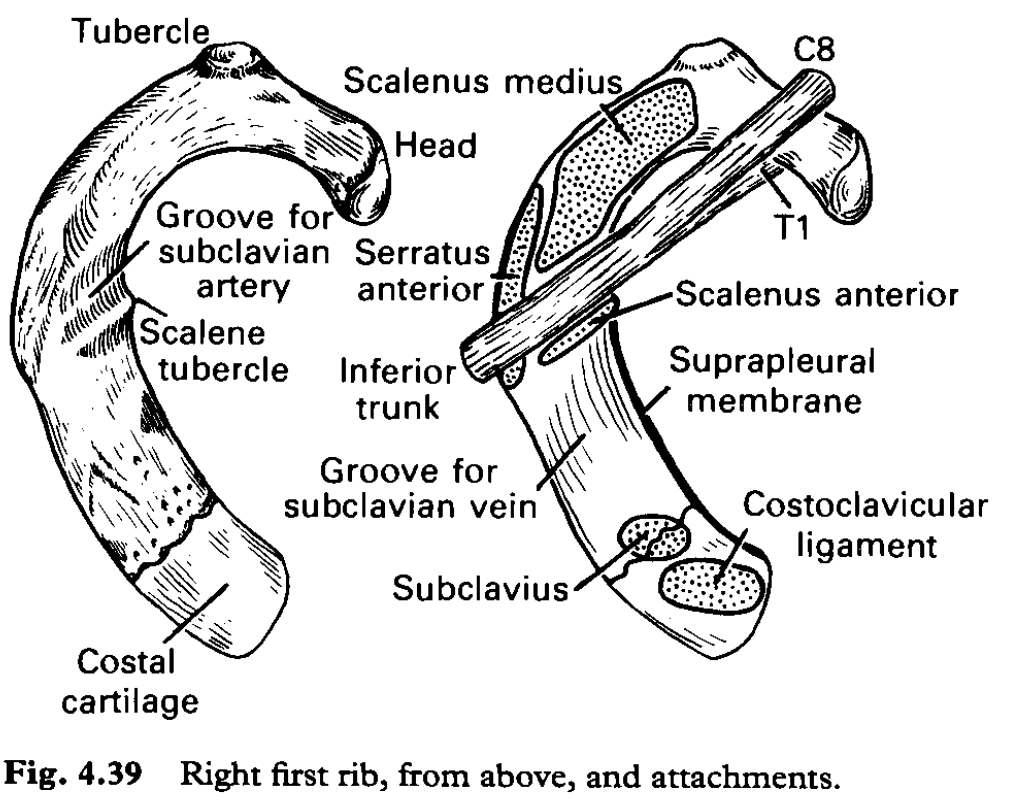 Tubercle
Head
Groove for
subclavian
artery
Scalene
tubercle
Costal
cartilage
C8
Scalenus medius
T1
Serratus
anterior
Scalenus anterior
Inferior
trunk
Suprapleural
membrane
Groove for
subclavian vein
Costoclavicular
ligament
Subclavius
Fig. 4.39 Right first rib, from above, and attachments.